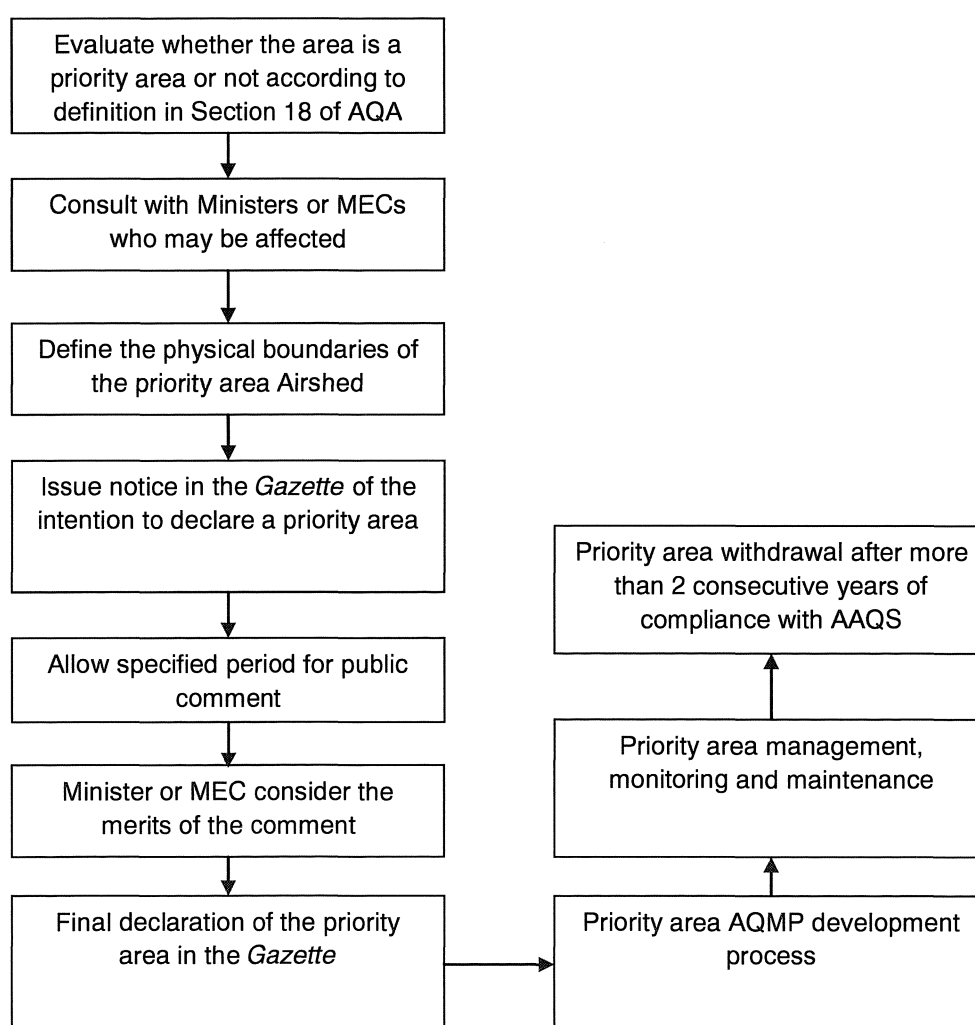 Evaluate whether the area is a
priority area or not according to
definition in Section 18 of AQA
Consult with Ministers or MECs
who may be affected
Define the physical boundaries of
the priority area Airshed
Issue notice in the Gazette of the
intention to declare a priority area
Allow specified period for public
comment
Minister or MEC consider the
merits of the comment
Final declaration of the priority
area in the Gazette
Priority area AQMP development
process
Priority area management,
monitoring and maintenance
Priority area withdrawal after more
than 2 consecutive years of
compliance with AAQS